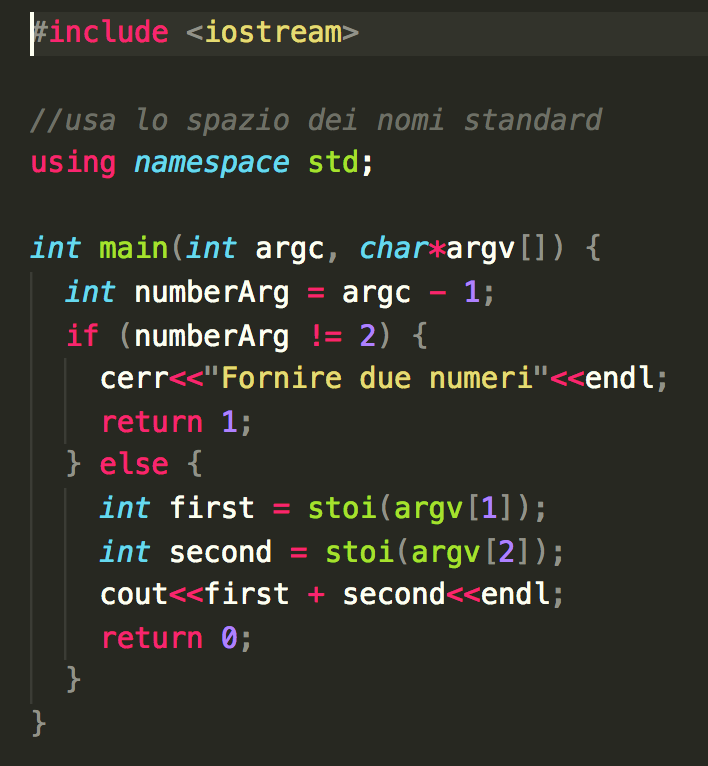 #include <iostream>
//usa lo spazio dei nomi standard
using namespace std;
int main(int argc, char*argv[]) {
int numberArg = argc - 1;
if (numberArg != 2) {
cerr<<"Fornire due numeri"<<endl;
return 1;
} else {
int first = stoi(argv[1]);
int second = stoi(argv[2]);
cout<<first + second<<endl;
return 0;
}
}